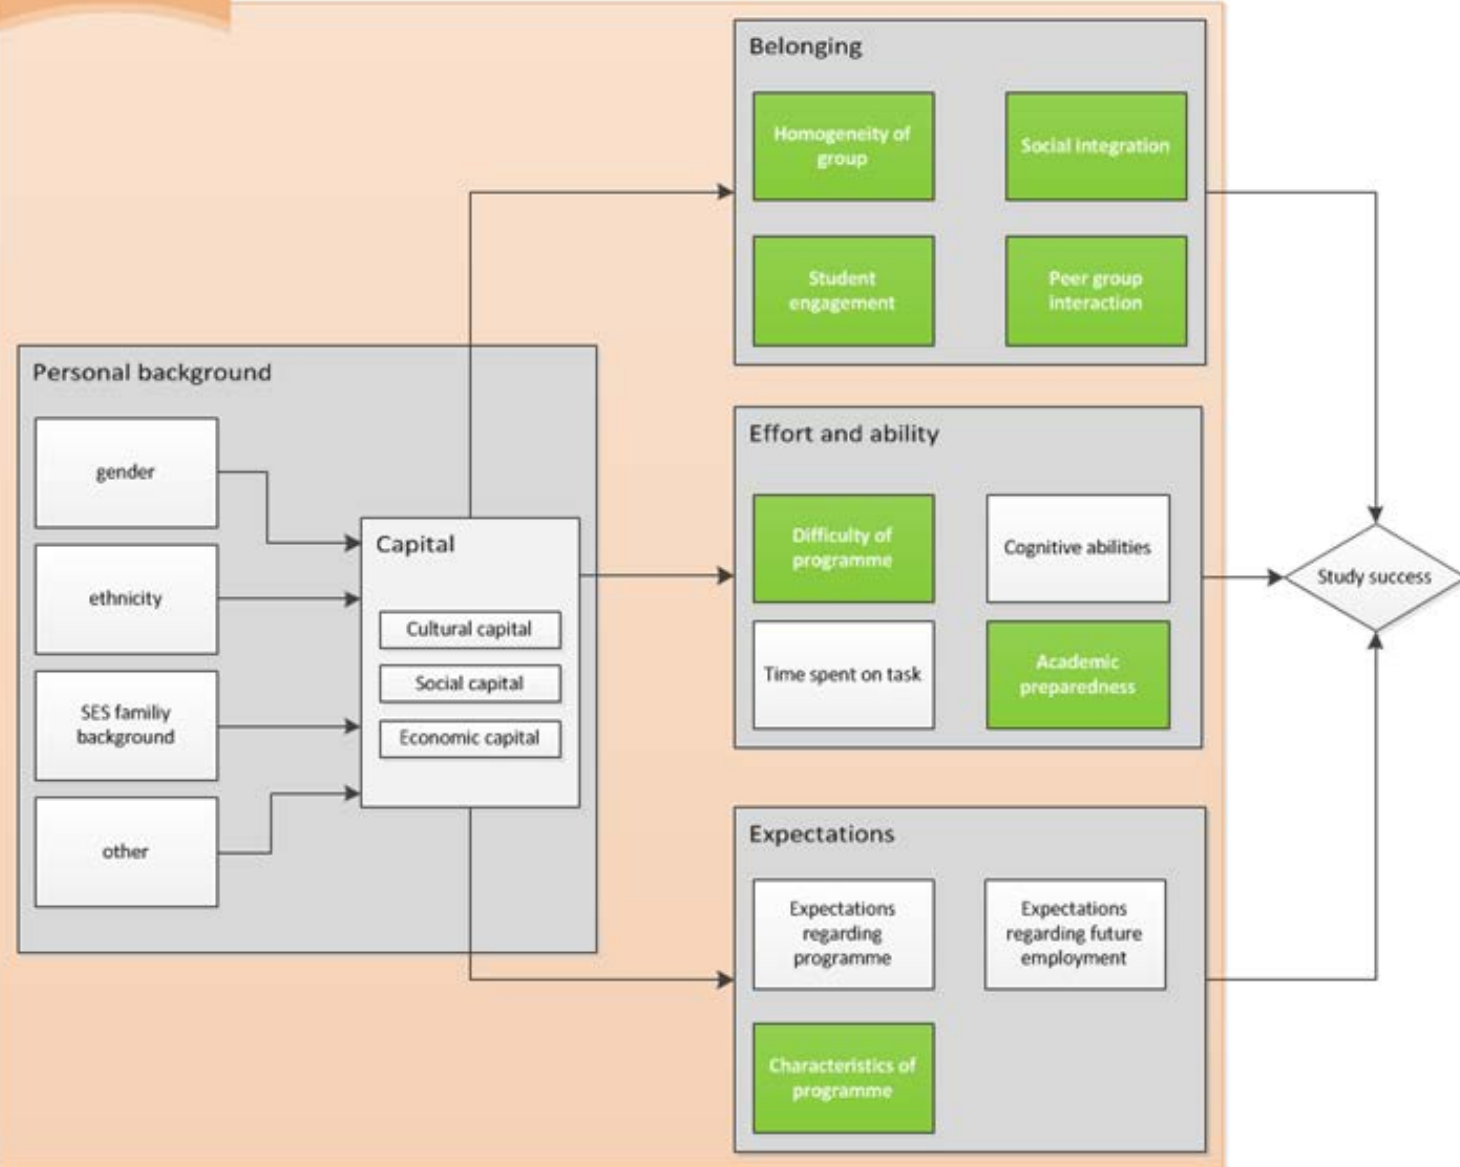 Belonging
Homogeneity of
group
Social integration
Student
engagement
Peer group
interaction
Personal background
gender
ethnicity
SES familiy
background
other
Capital
Cultural capital
Social capital
Economic capital
Effort and ability
Difficulty of
programme
Cognitive abilities
Time spent on task
Academic
preparedness
Expectations
Expectations
regarding
programme
Expectations
regarding future
employment
Characteristics of
programme
Study success